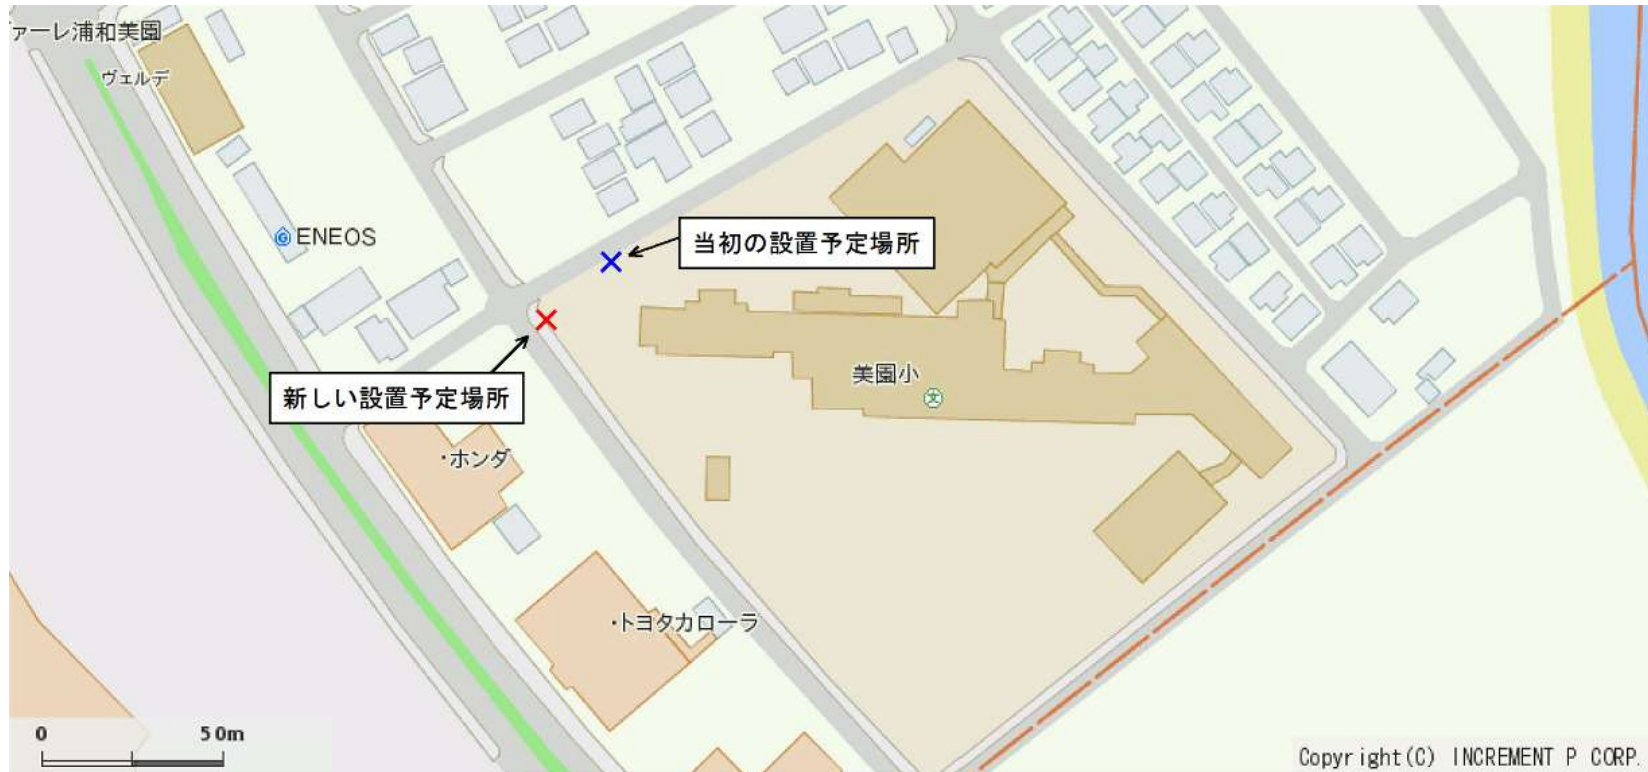 ァーレ浦和美園
ヴェルデ
ENEOS
当初の設置予定場所
新しい設置予定場所
美園小
文
・ホンダ
・トヨタカローラ
0 50m
Copyright(C) INCREMENT P CORP.